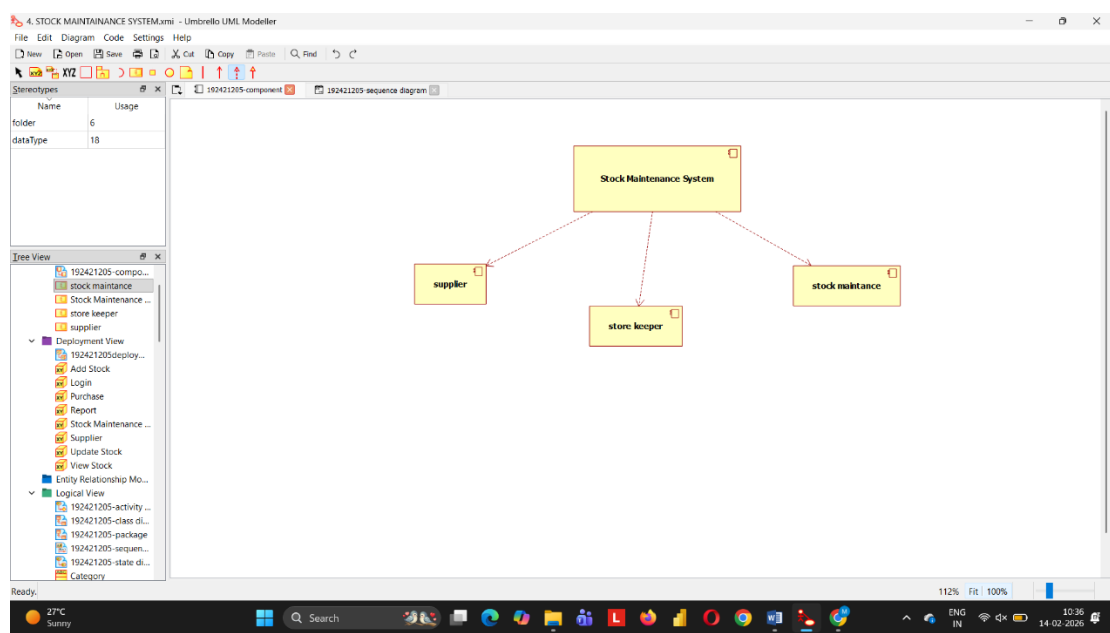 4. STOCK MAINTAINANCE SYSTEM.xmi - Umbrello UML Modeller
File Edit Diagram Code Settings Help
New Open Save Cut Copy Paste Find
XYZ
Stereotypes
192421205-component 192421205-sequence diagram
Name Usage
folder 6
dataType 18
Stock Maintenance System
supplier
store keeper
stock maintance
Tree View
192421205-compo...
stock maintance
Stock Maintenance ...
store keeper
supplier
Deployment View
192421205deploy...
Add Stock
Login
Purchase
Report
Stock Maintenance ...
Supplier
Update Stock
View Stock
Entity Relationship Mo...
Logical View
192421205-activity ...
192421205-class di...
192421205-package
192421205-sequen...
192421205-state di...
Category
Ready.
112% Fit 100%
27°C
Sunny
Search
ENG
IN
10:36
14-02-2026